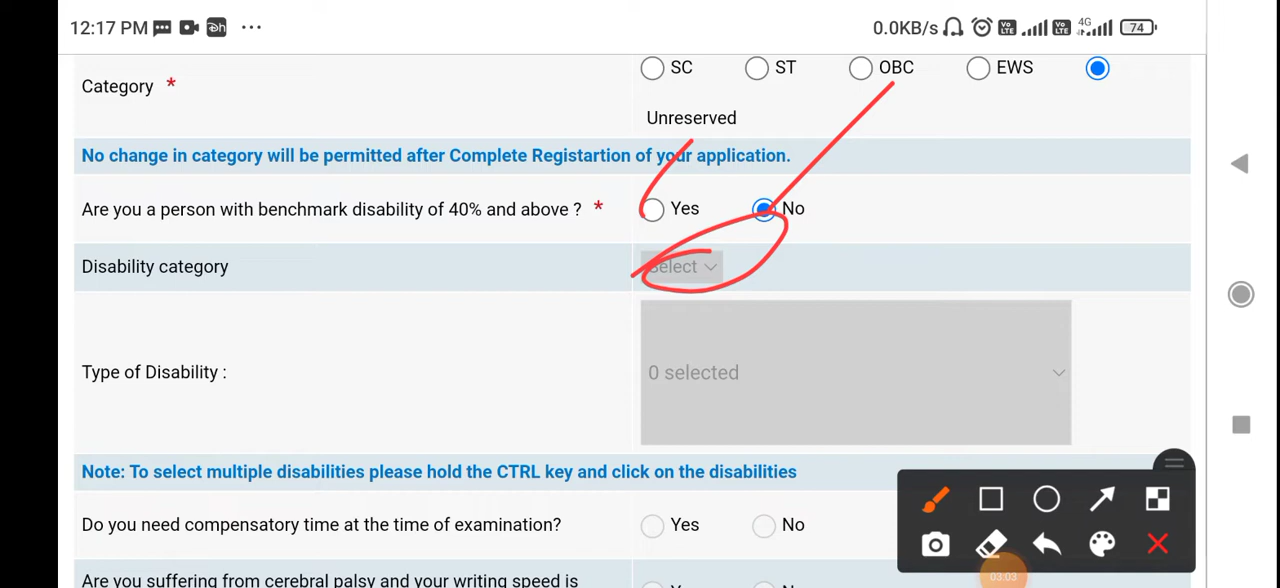 12:17 PM ... 0.0KB/s 4G 74
Category * SC ST OBC EWS
Unreserved
No change in category will be permitted after Complete Registartion of your application.
Are you a person with benchmark disability of 40% and above ? * Yes No
Disability category Select
Type of Disability : 0 selected
Note: To select multiple disabilities please hold the CTRL key and click on the disabilities
Do you need compensatory time at the time of examination? Yes No
Are you suffering from cerebral palsy and your writing speed is
03:03